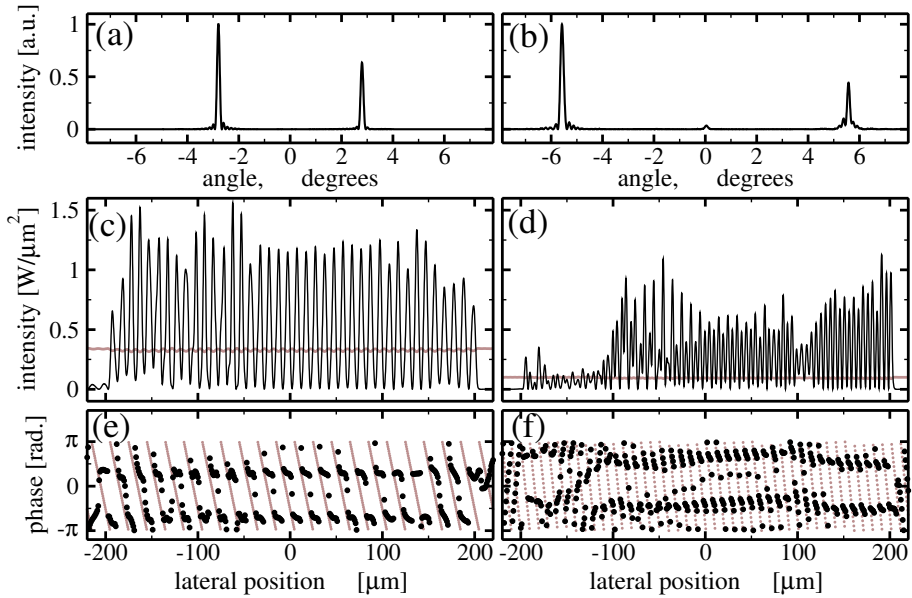 (a) (b)
intensity [a.u.]
1
0.5
0
-6 -4 -2 0 2 4 6
-6 -4 -2 0 2 4 6
angle, degrees
angle, degrees
(c) (d)
intensity [W/μm²]
1.5
1
0.5
0
(e) (f)
phase [rad.]
π
0
-π
-200 -100 0 100 200
-200 -100 0 100 200
lateral position [μm]
lateral position [μm]